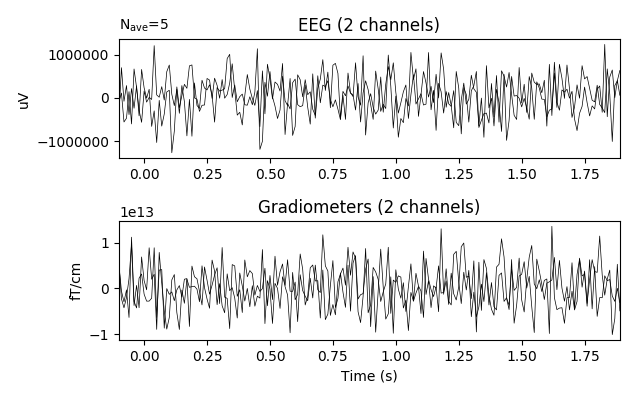 N_ave=5
EEG (2 channels)
uV
1000000
0
−1000000
0.00 0.25 0.50 0.75 1.00 1.25 1.50 1.75
Gradiometers (2 channels)
1e13
fT/cm
1
0
−1
0.00 0.25 0.50 0.75 1.00 1.25 1.50 1.75
Time (s)